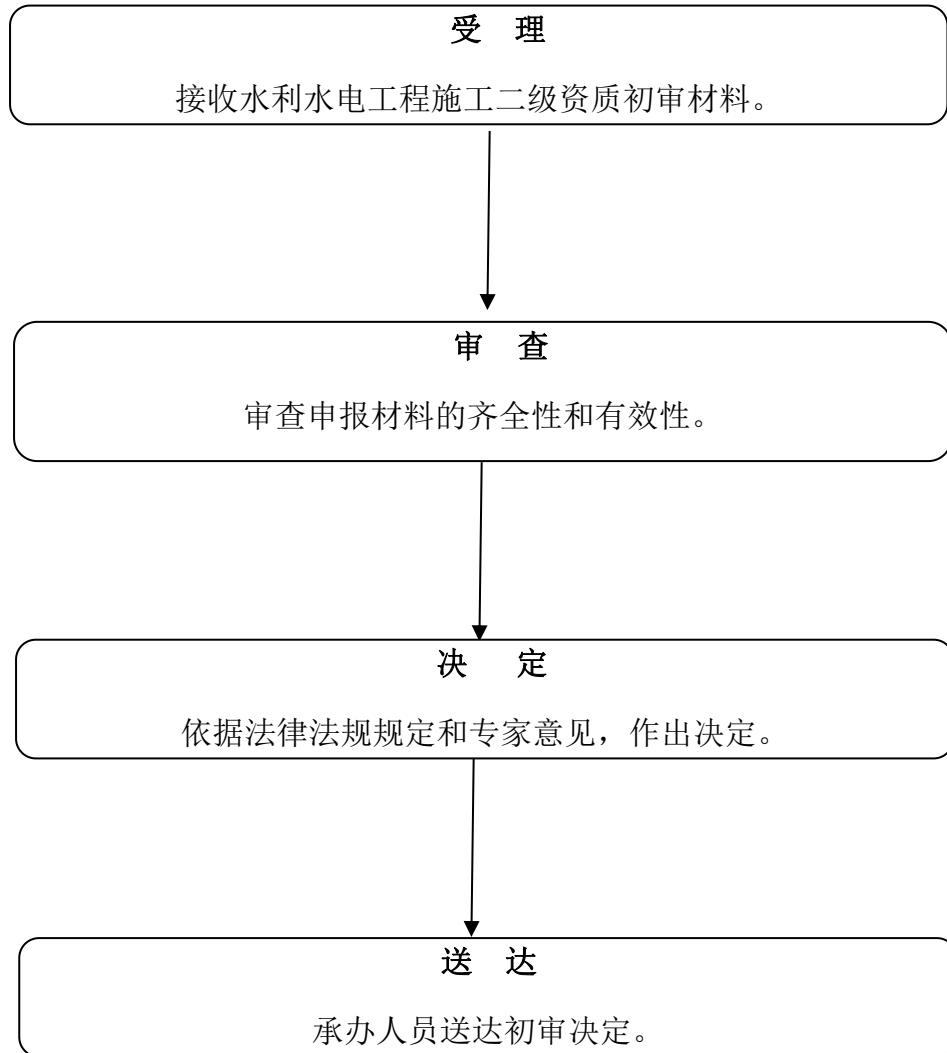 受 理
接收水利水电工程施工二级资质初审材料。
审 查
审查申报材料的齐全性和有效性。
决 定
依据法律法规规定和专家意见，作出决定。
送 达
承办人员送达初审决定。